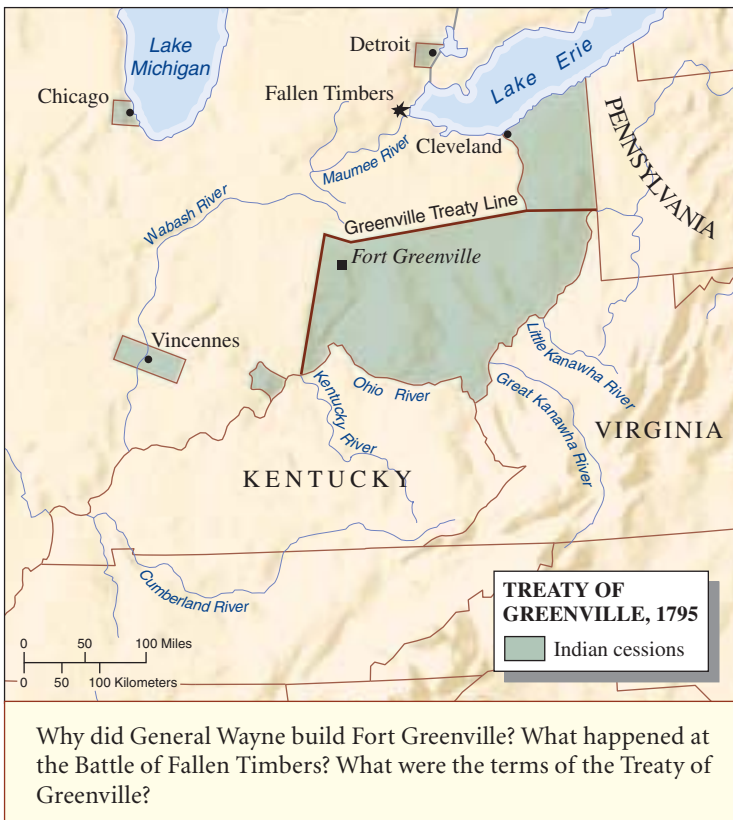 Lake
Michigan
Detroit
Lake Erie
Chicago
Fallen Timbers
Cleveland
Maumee River
PENNSYLVANIA
Wabash River
Greenville Treaty Line
Fort Greenville
Vincennes
Little Kanawha River
Ohio River
Kentucky River
Great Kanawha River
VIRGINIA
KENTUCKY
Cumberland River
TREATY OF
GREENVILLE, 1795
Indian cessions
0 50 100 Miles
0 50 100 Kilometers
Why did General Wayne build Fort Greenville? What happened at
the Battle of Fallen Timbers? What were the terms of the Treaty of
Greenville?